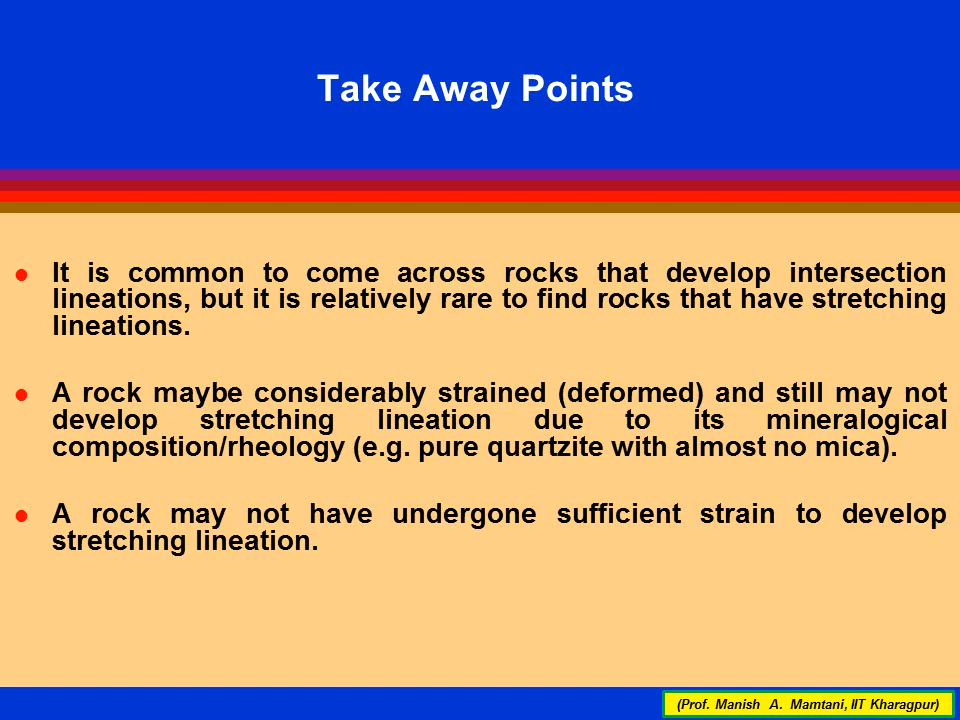 Take Away Points
It is common to come across rocks that develop intersection
lineations, but it is relatively rare to find rocks that have stretching
lineations.
A rock maybe considerably strained (deformed) and still may not
develop stretching lineation due to its mineralogical
composition/rheology (e.g. pure quartzite with almost no mica).
A rock may not have undergone sufficient strain to develop
stretching lineation.
(Prof. Manish A. Mamtani, IIT Kharagpur)